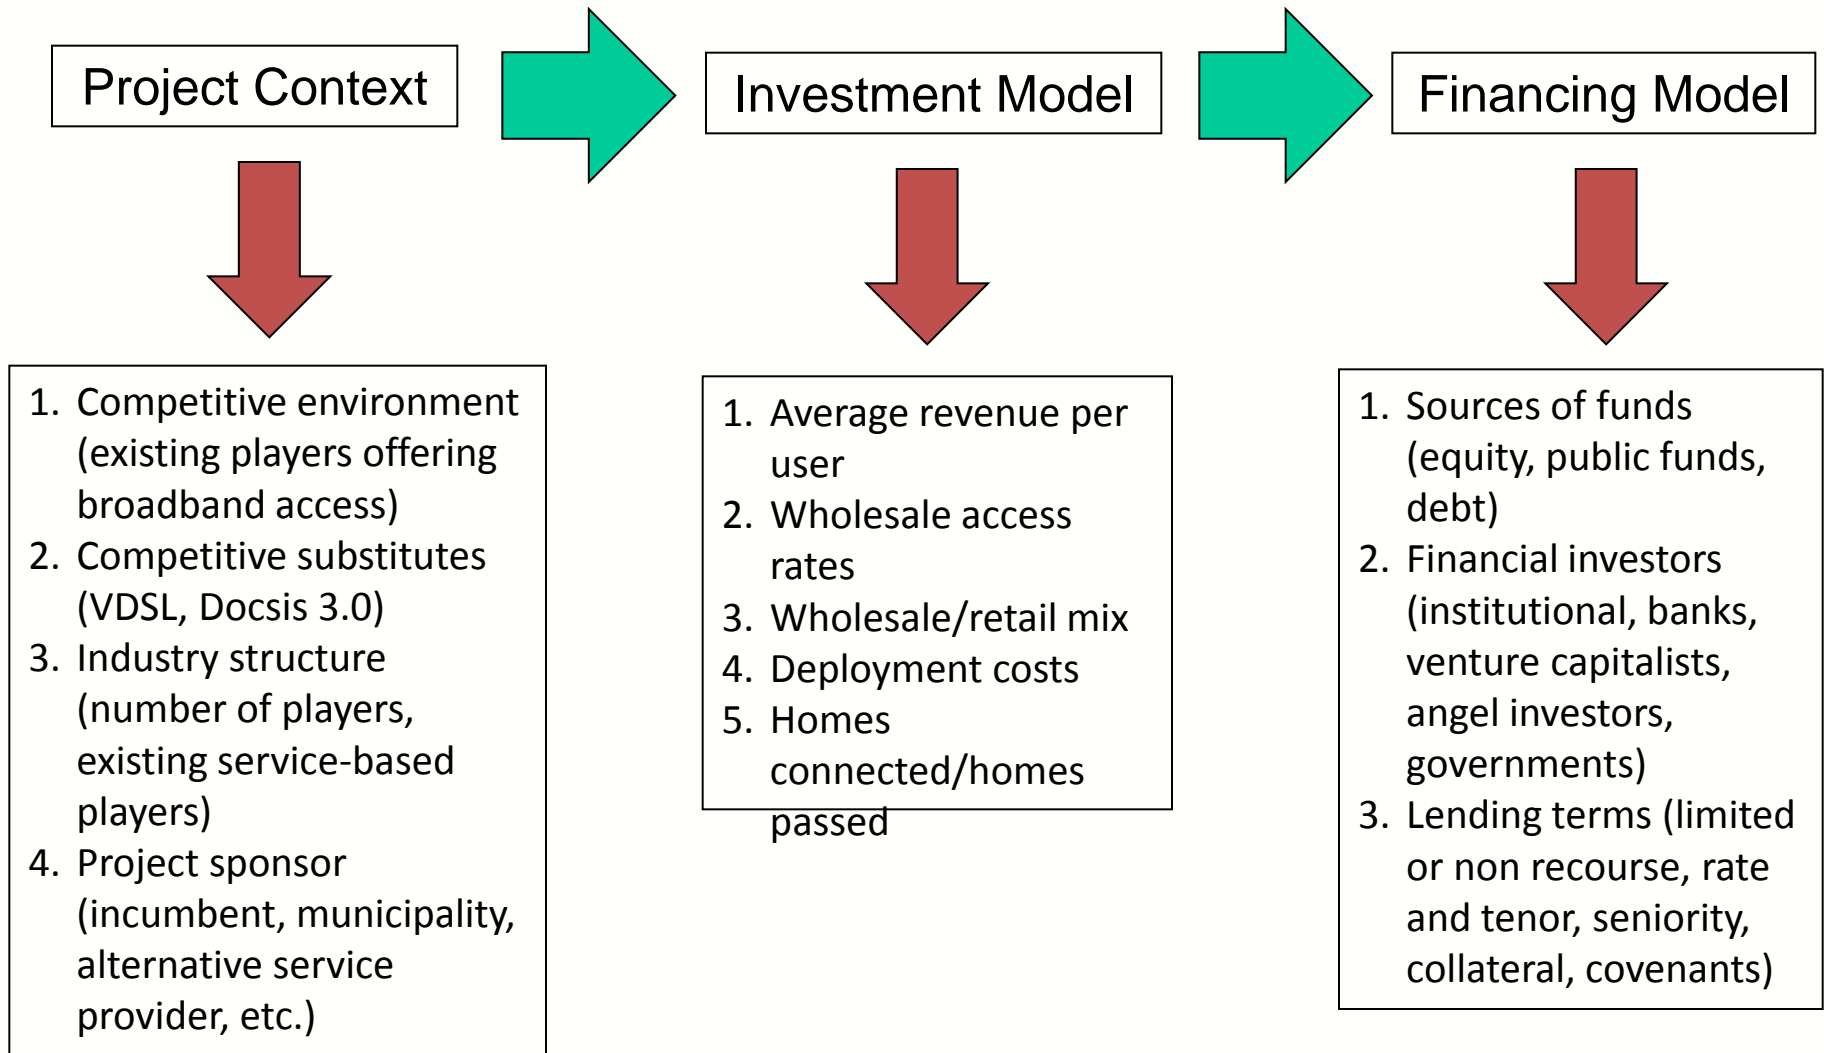 Project Context
Investment Model
Financing Model
1. Competitive environment
(existing players offering
broadband access)
2. Competitive substitutes
(VDSL, Docsis 3.0)
3. Industry structure
(number of players,
existing service-based
players)
4. Project sponsor
(incumbent, municipality,
alternative service
provider, etc.)
1. Average revenue per
user
2. Wholesale access
rates
3. Wholesale/retail mix
4. Deployment costs
5. Homes
connected/homes
passed
1. Sources of funds
(equity, public funds,
debt)
2. Financial investors
(institutional, banks,
venture capitalists,
angel investors,
governments)
3. Lending terms (limited
or non recourse, rate
and tenor, seniority,
collateral, covenants)